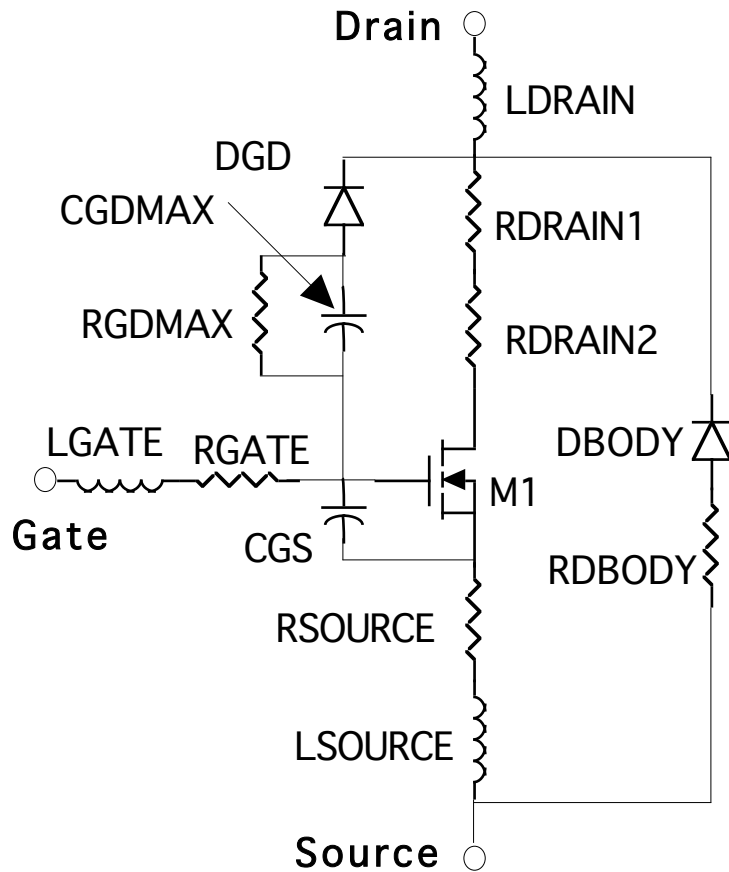 Drain
LDRAIN
DGD
CGDMAX
RDRAIN1
RGDMAX
RDRAIN2
LGATE
RGATE
DBODY
M1
Gate
CGS
RDBODY
RSOURCE
LSOURCE
Source